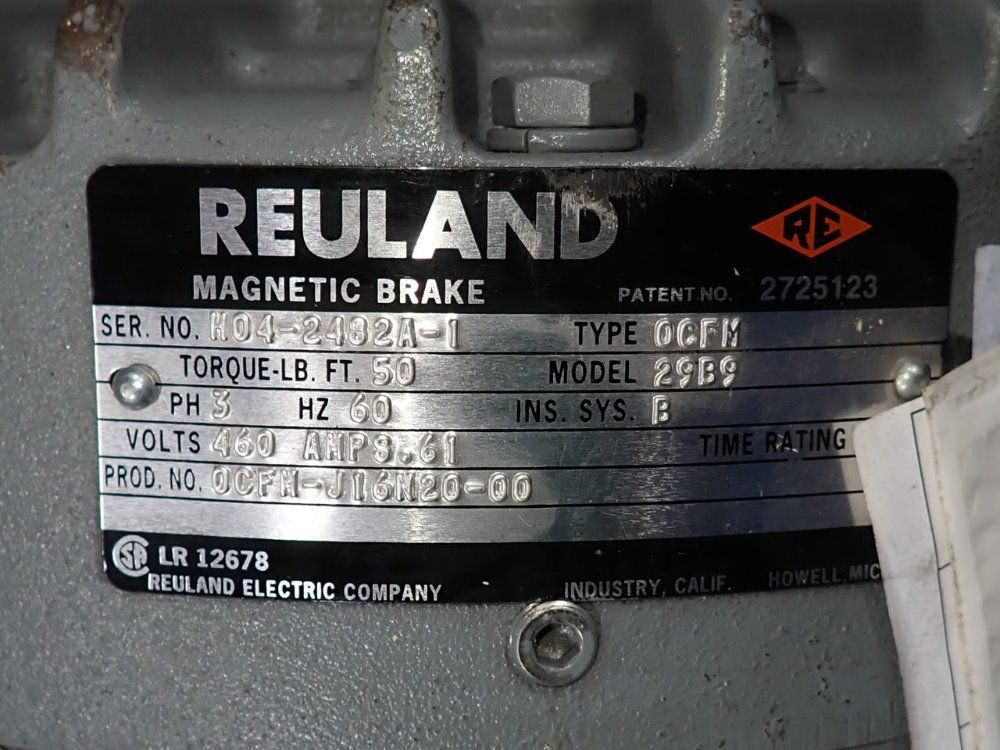 REULAND
RE
MAGNETIC BRAKE PATENT NO. 2725123
SER. NO. H04-2482A-1 TYPE OCFM
TORQUE-LB. FT. 50 MODEL 29B9
PH 3 HZ 60 INS. SYS. B
VOLTS 460 AMPS.61 TIME RATING
PROD. NO. OCFM-J16N20-00
SA LR 12678
REULAND ELECTRIC COMPANY INDUSTRY, CALIF. HOWELL, MIC